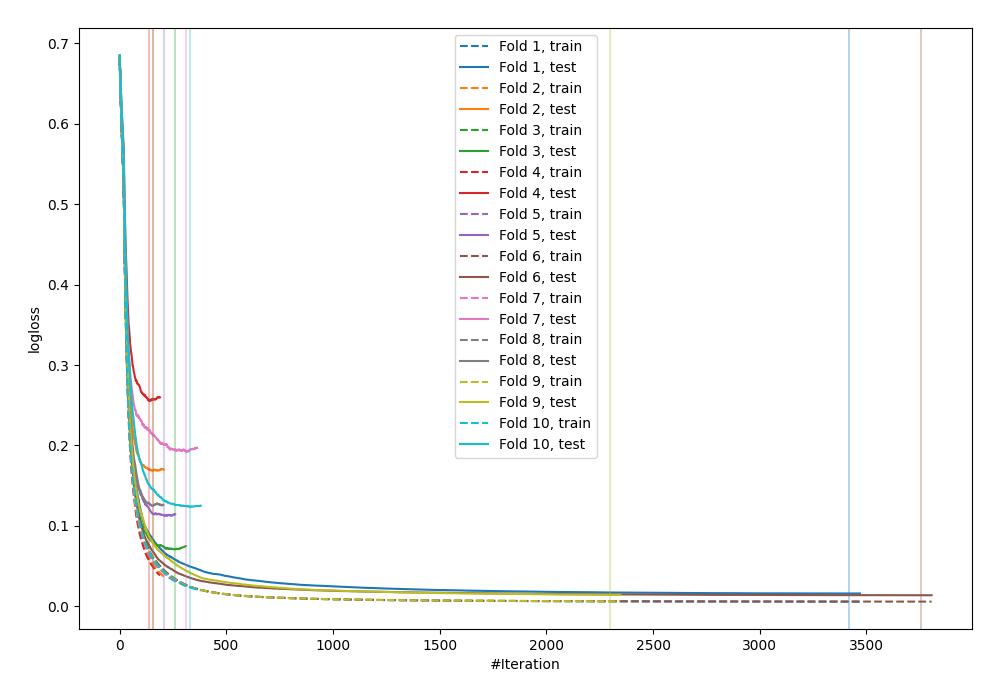 0.7
0.6
0.5
0.4
0.3
0.2
0.1
0.0
logloss
Fold 1, train
Fold 1, test
Fold 2, train
Fold 2, test
Fold 3, train
Fold 3, test
Fold 4, train
Fold 4, test
Fold 5, train
Fold 5, test
Fold 6, train
Fold 6, test
Fold 7, train
Fold 7, test
Fold 8, train
Fold 8, test
Fold 9, train
Fold 9, test
Fold 10, train
Fold 10, test
0 500 1000 1500 2000 2500 3000 3500
#Iteration